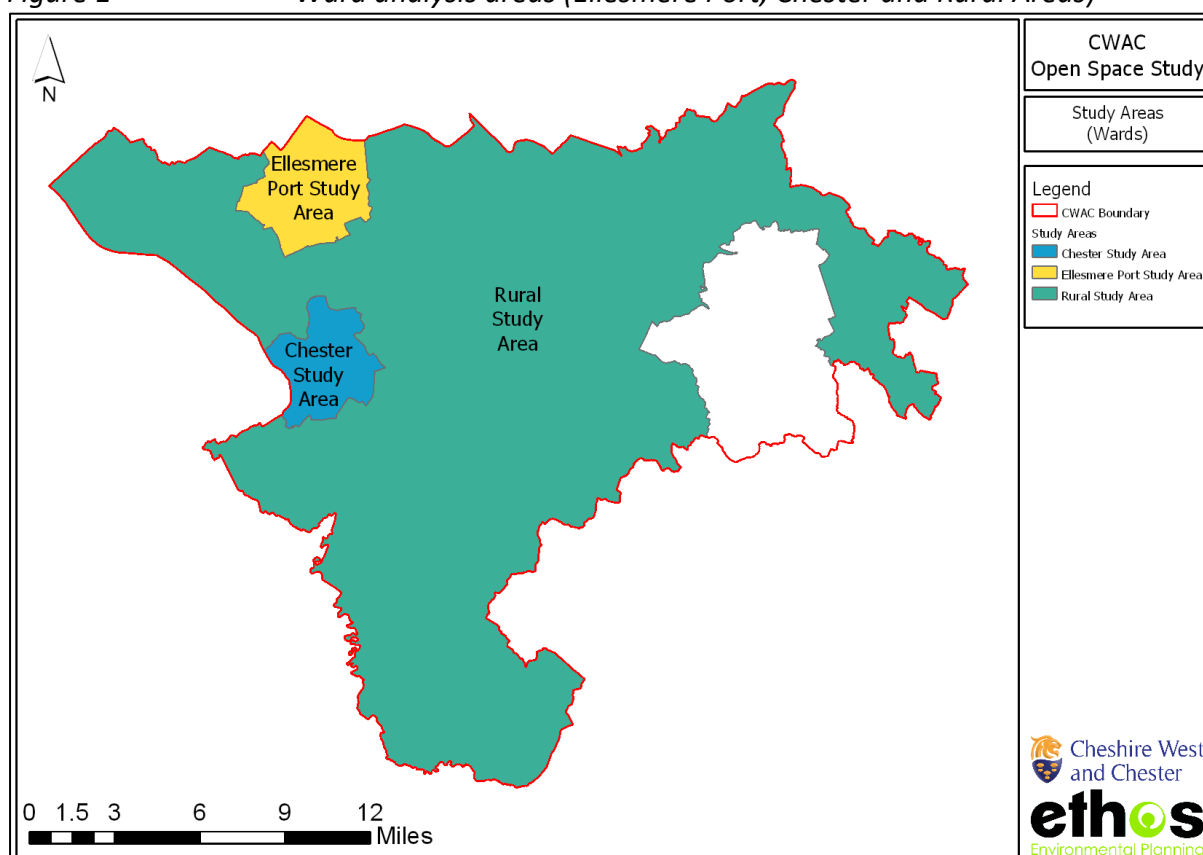 Figure 1 Ward analysis areas (Ellesmere Port, Chester and Rural Areas)
N
Ellesmere
Port Study
Area
Rural
Study
Area
Chester
Study
Area
0 1.5 3 6 9 12
Miles
CWAC
Open Space Study
Study Areas
(Wards)
Legend
CWAC Boundary
Study Areas
Chester Study Area
Ellesmere Port Study Area
Rural Study Area
Cheshire West
and Chester
ethos
Environmental Planning